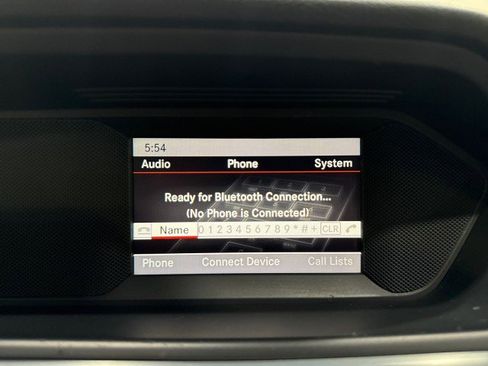 5:54
Audio Phone System
Ready for Bluetooth Connection...
(No Phone is Connected)
Name 0 1 2 3 4 5 6 7 8 9 * # + CLR
Phone Connect Device Call Lists